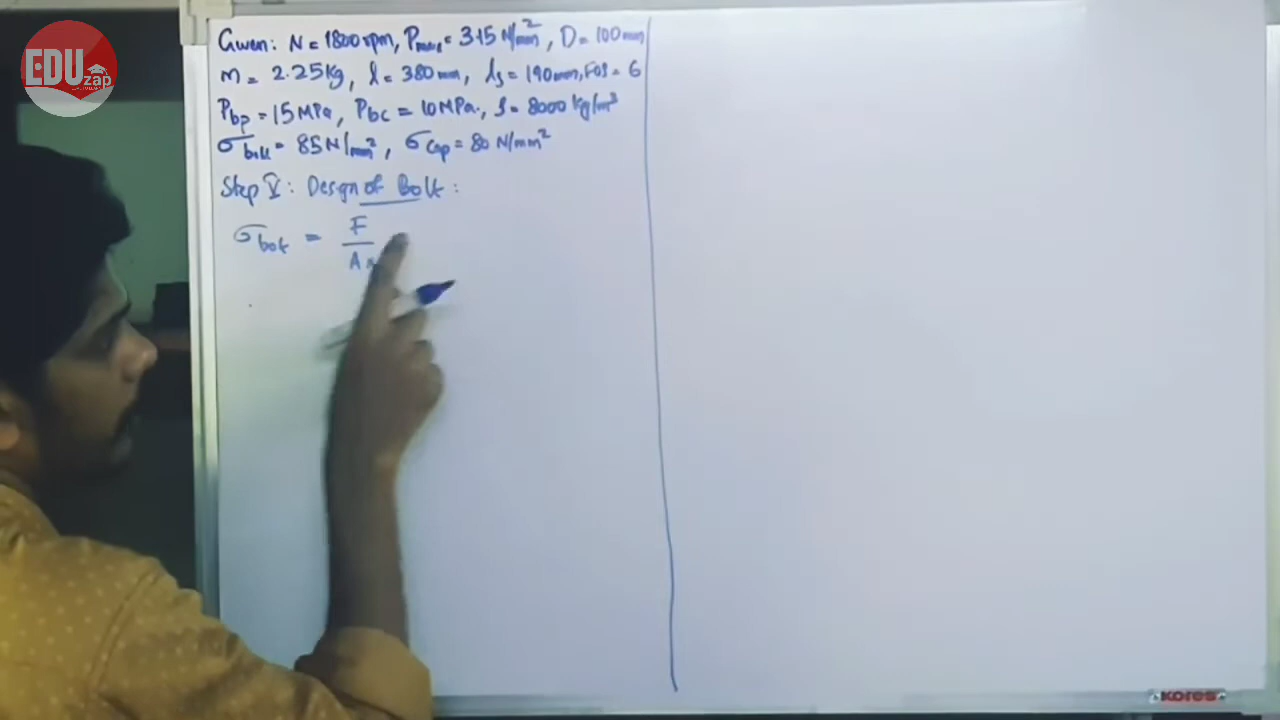 EDU
zap
Given: N = 1800 rpm, Pmax = 3.15 N/mm², D = 100 mm
m = 2.25 kg, l = 380 mm, ls = 190 mm, FOS = 6
Pbp = 15 MPa, Pbc = 10 MPa, ρ = 8000 kg/m³
σbolt = 85 N/mm², σcap = 80 N/mm²
Step V: Design of Bolt:
σbolt = F / A
kores